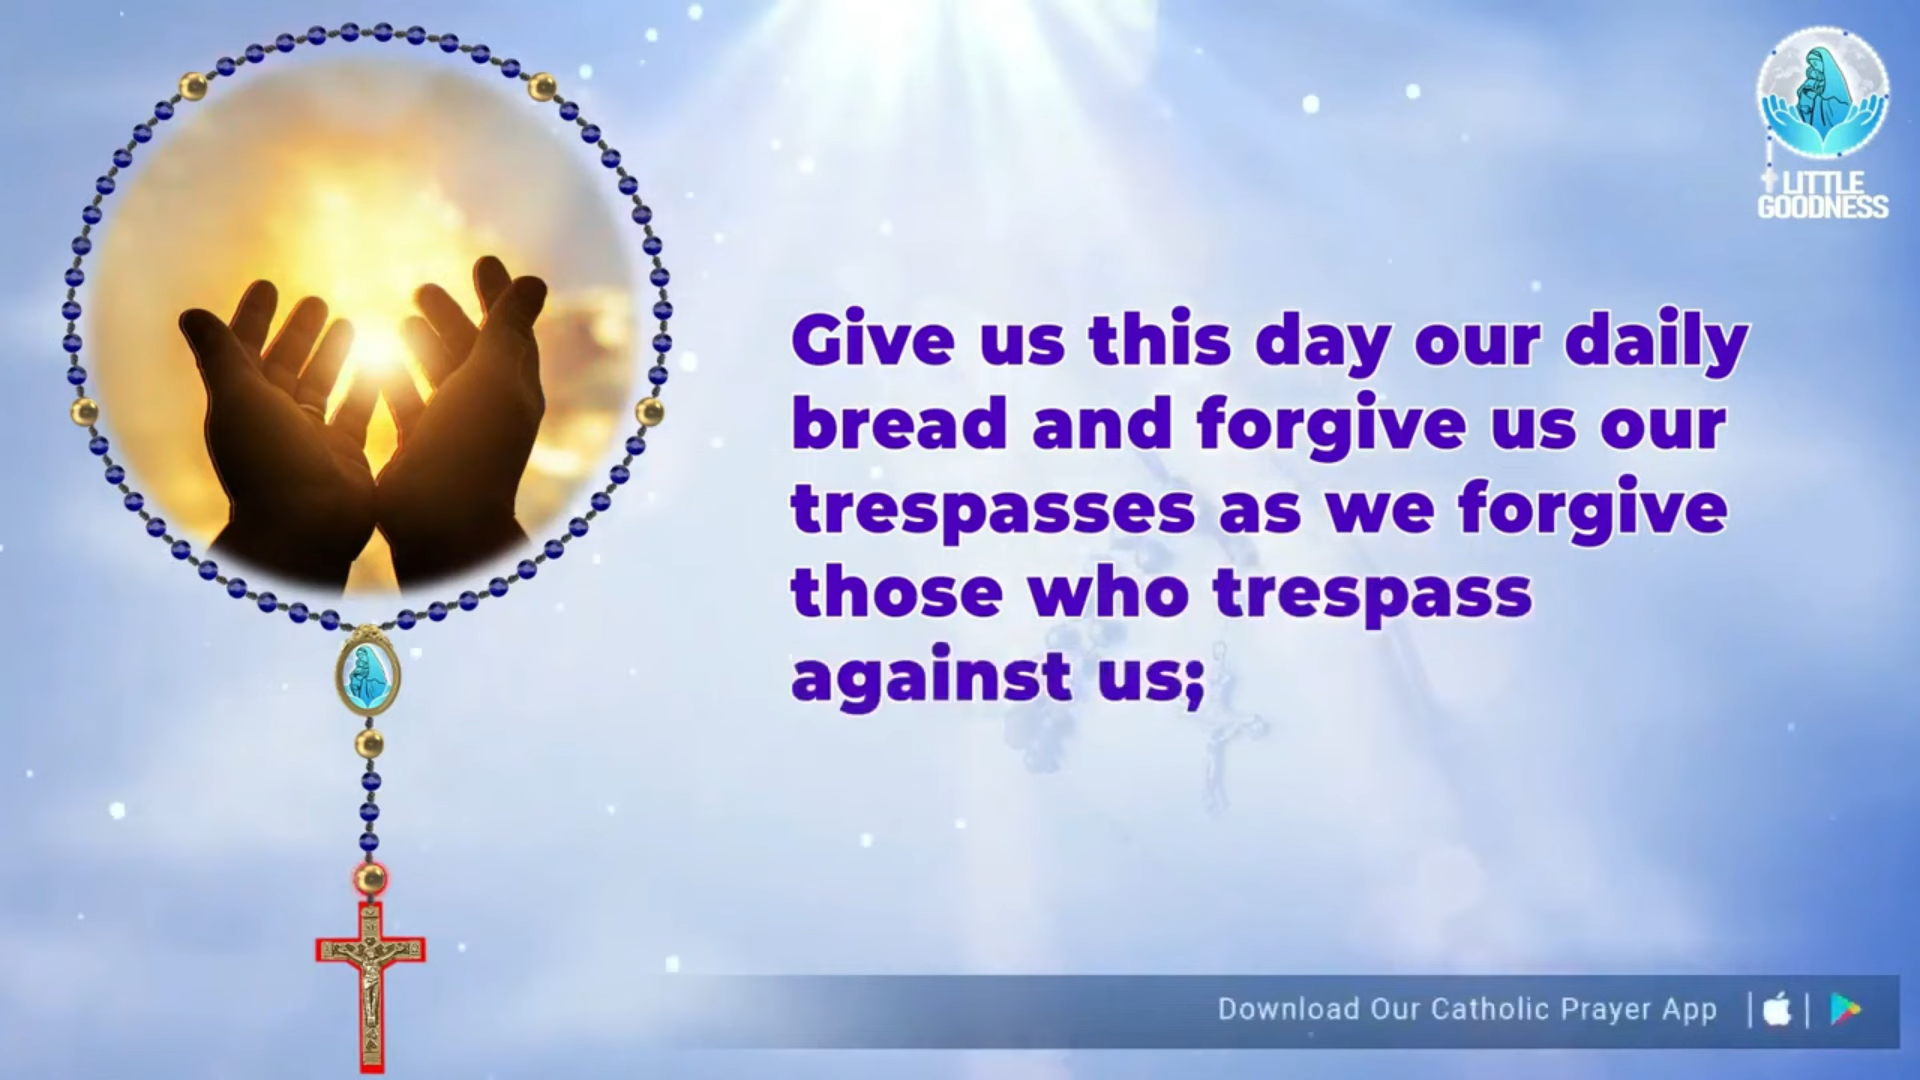 LITTLE
GOODNESS
Give us this day our daily
bread and forgive us our
trespasses as we forgive
those who trespass
against us;
Download Our Catholic Prayer App